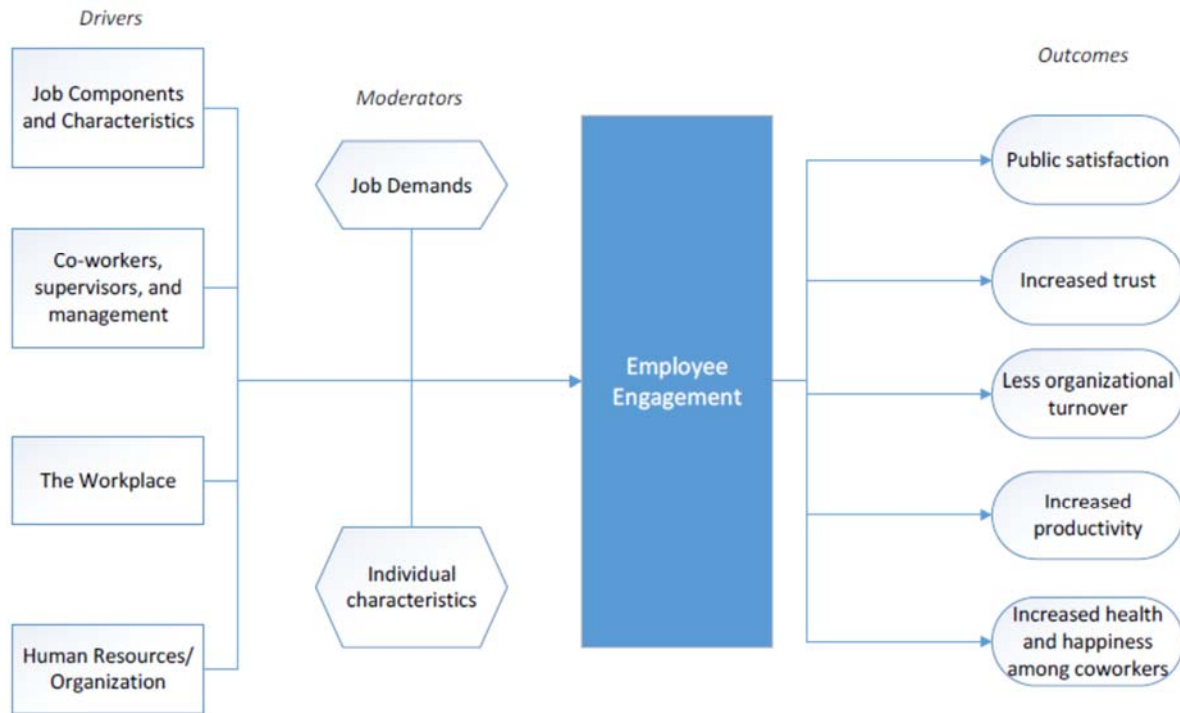 Drivers
Job Components
and Characteristics
Co-workers,
supervisors, and
management
The Workplace
Human Resources/
Organization
Moderators
Job Demands
Individual
characteristics
Employee
Engagement
Outcomes
Public satisfaction
Increased trust
Less organizational
turnover
Increased
productivity
Increased health
and happiness
among coworkers